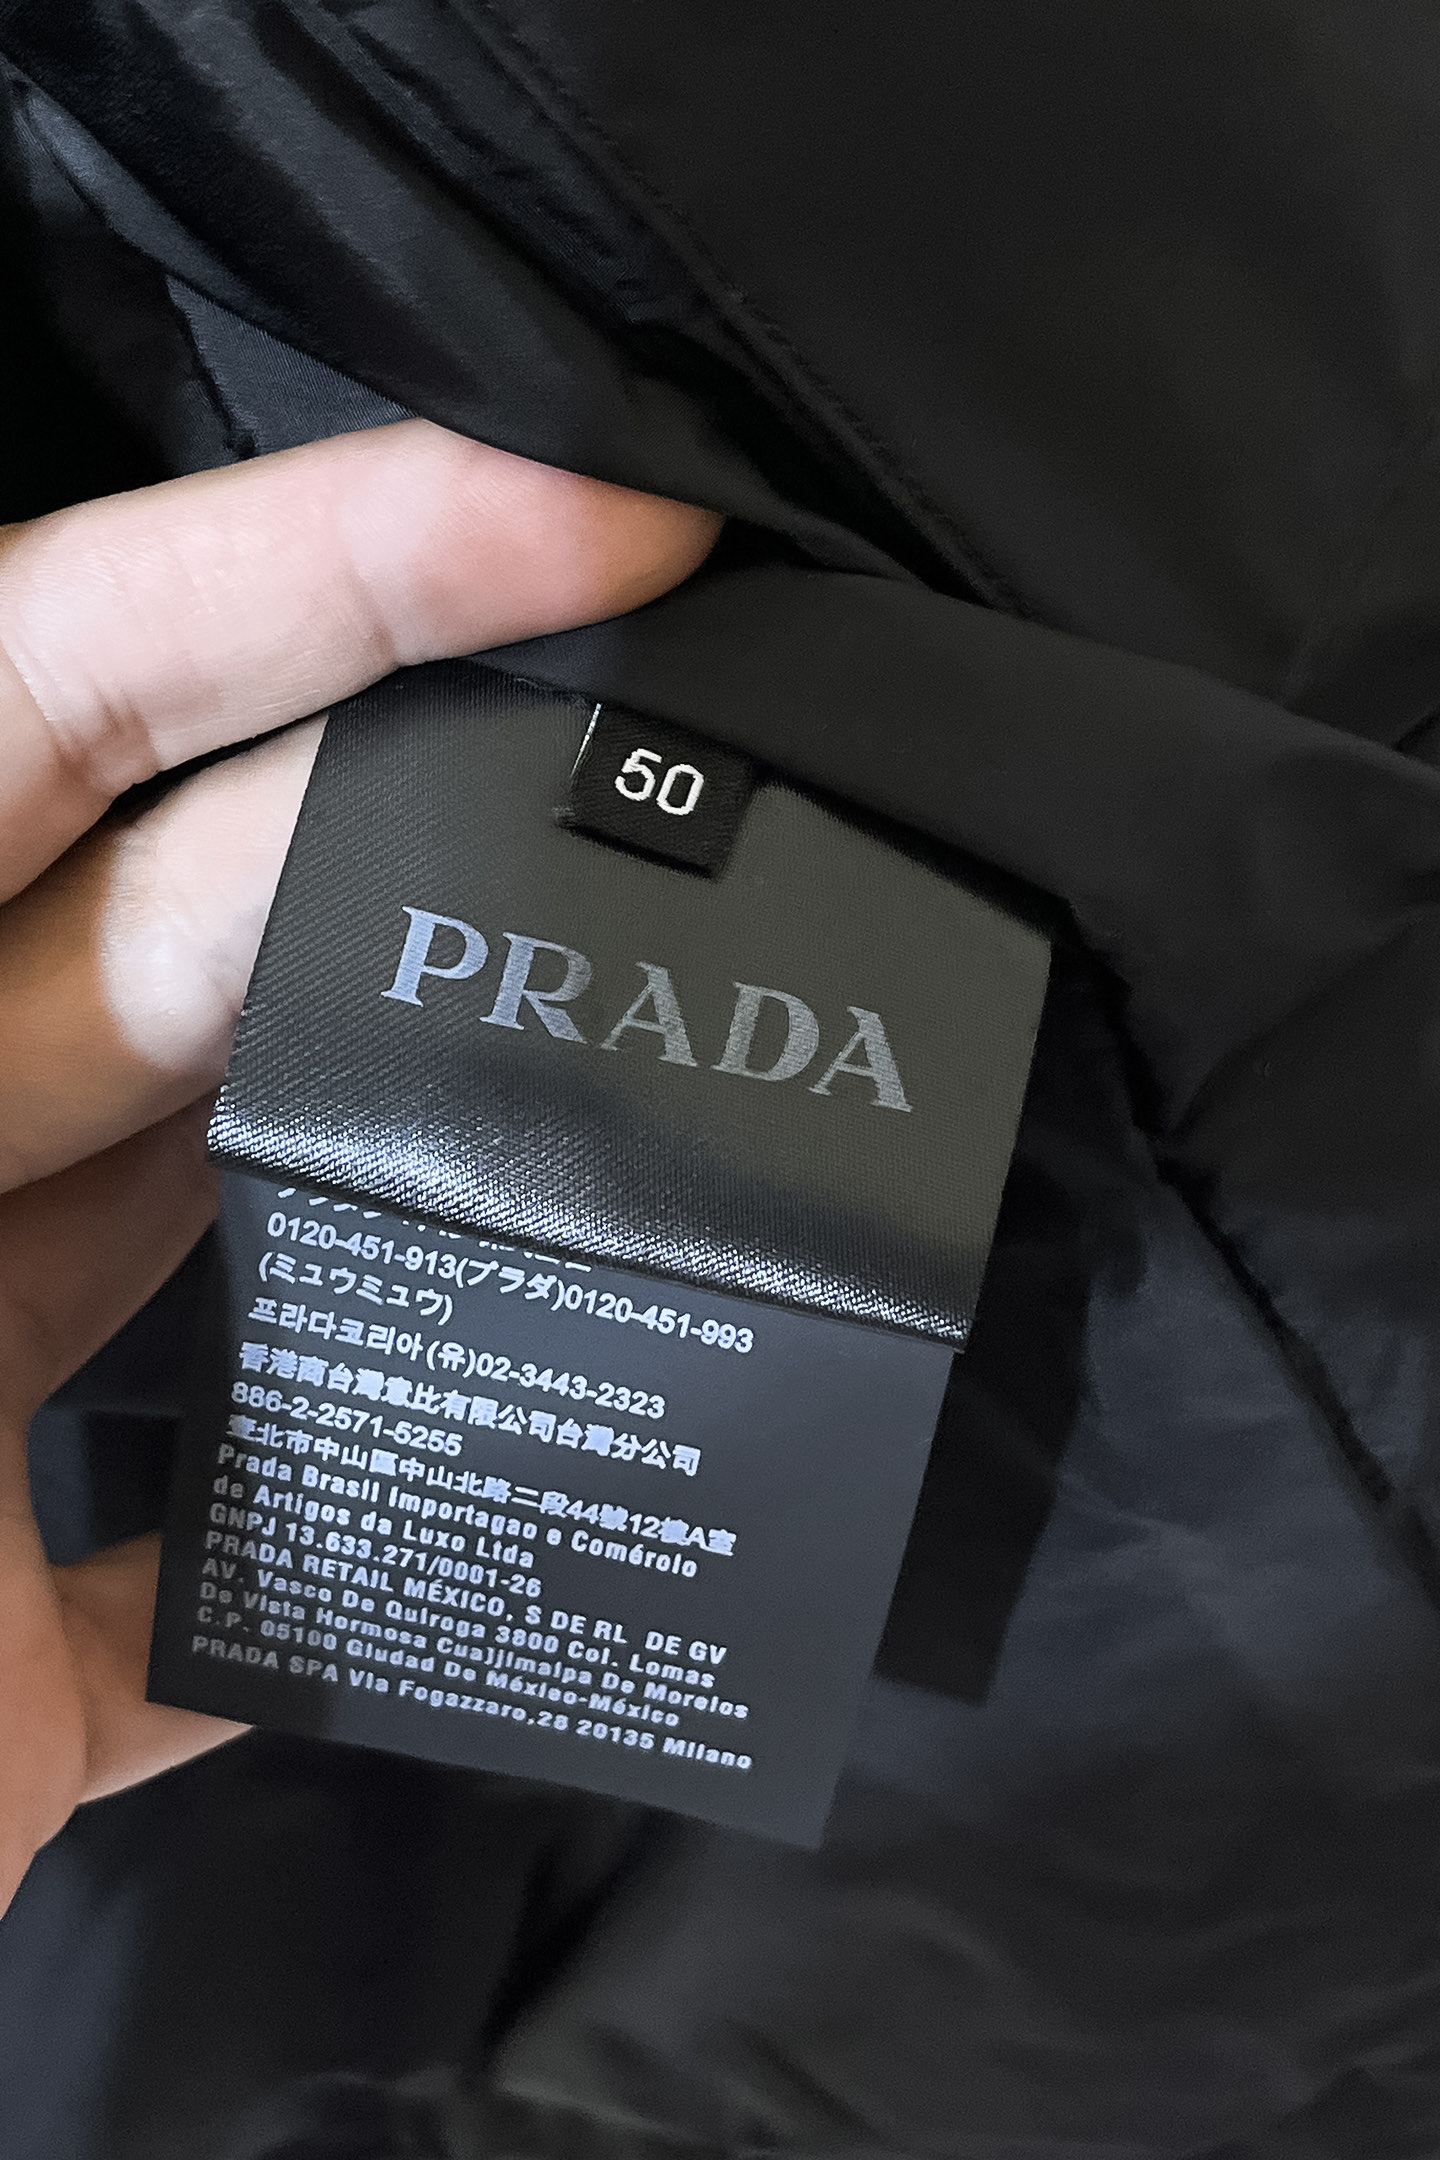 50
PRADA
0120-451-913(プラダ)0120-451-993
(ミュウミュウ)
프라다코리아(유)02-3443-2323
香港商台灣意比有限公司台灣分公司
886-2-2571-5255
臺北市中山區中山北路二段44號12樓A室
Prada Brasil Importagao e Comérolo
de Artigos da Luxo Ltda
GNPJ 13.633.271/0001-26
PRADA RETAIL MÉXICO. S DE RL DE GV
AV. Vasco De Quiroga 3800 Col. Lomas
De Vista Hormosa Cuajjimalpa De Morelos
C.P. 05100 Giudad De Méxieo-México
PRADA SPA Via Fogazzaro,28 20135 Milano